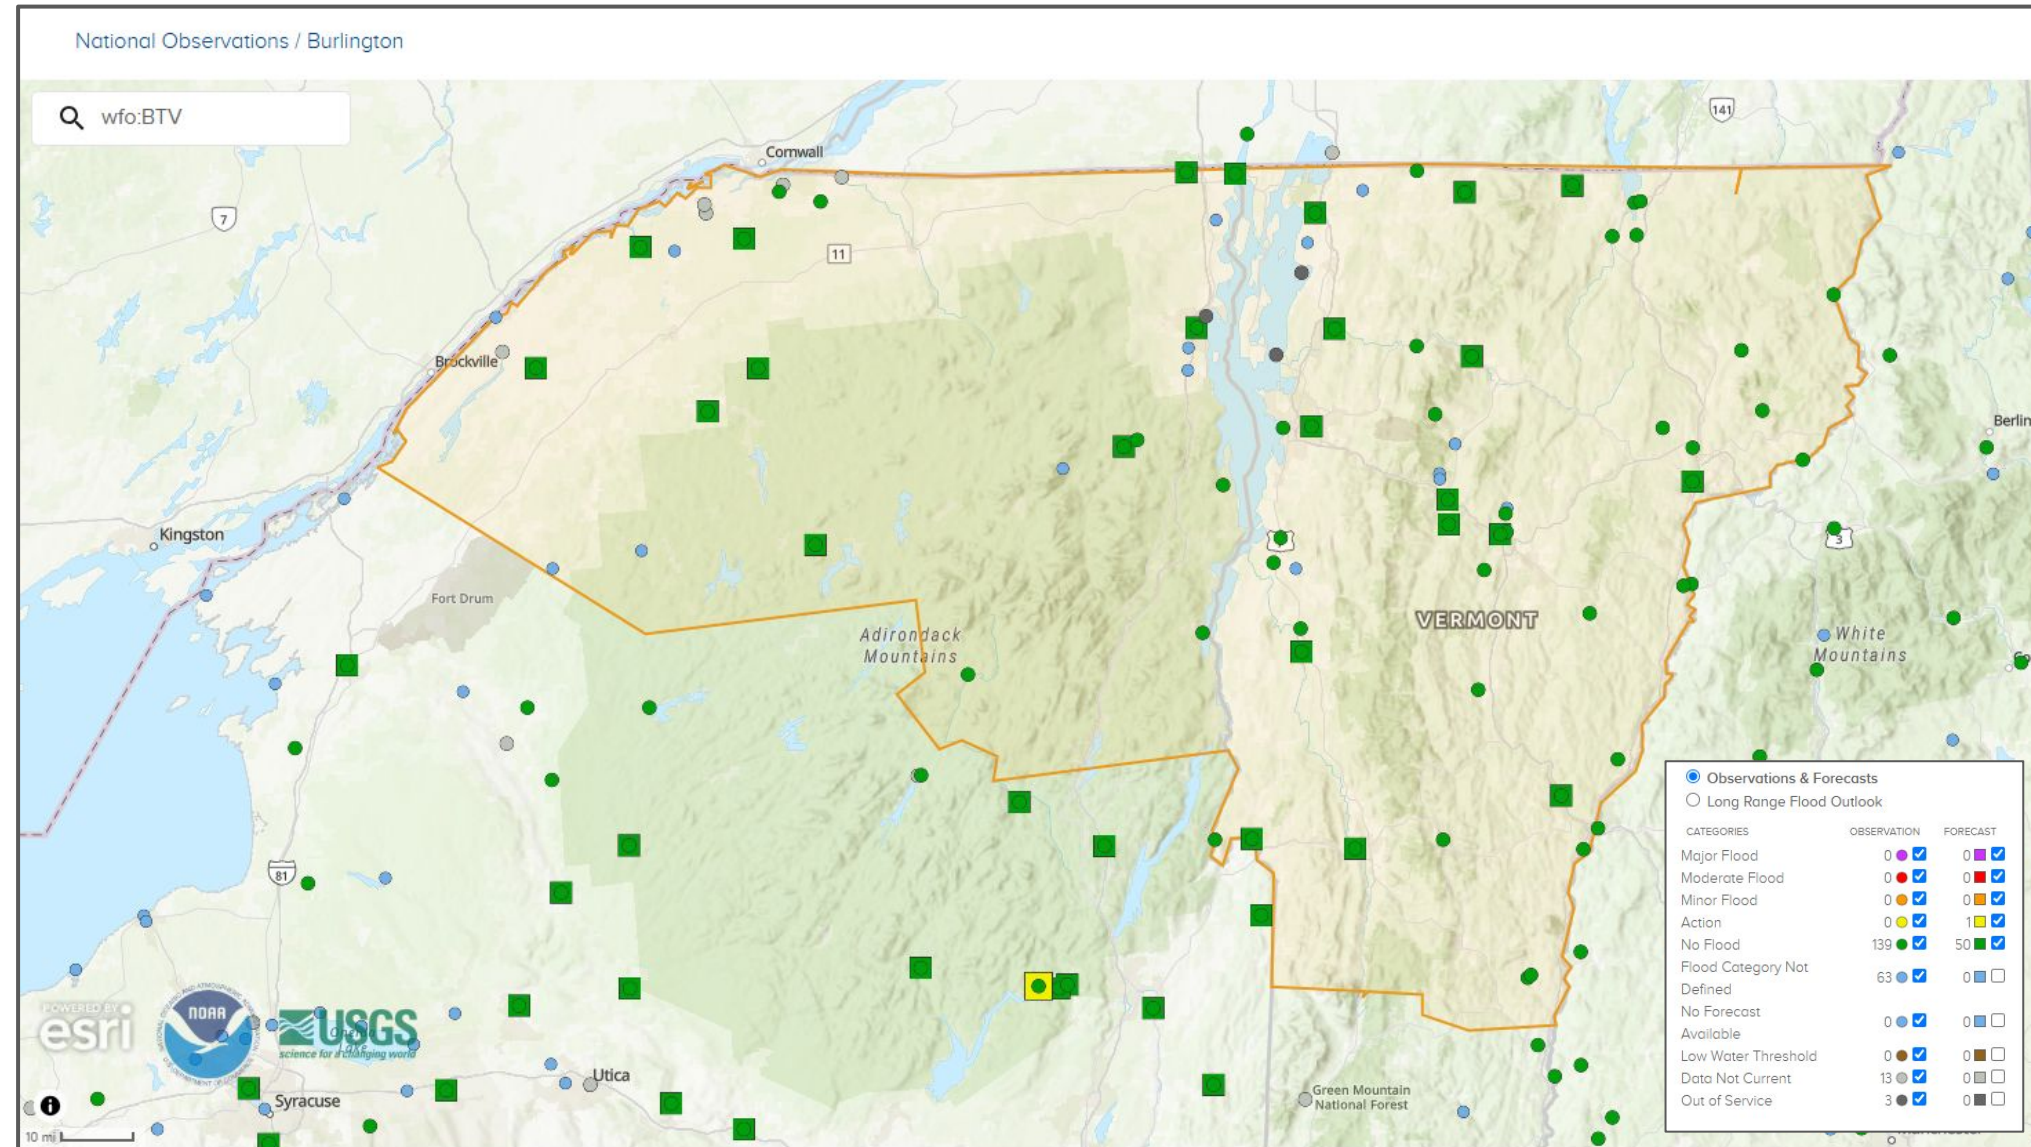 National Observations / Burlington
wfo:BTV
141
Cornwall
7
11
Brockville
Berlin
Kingston
3
Fort Drum
VERMONT
Adirondack
Mountains
White
Mountains
81
Observations & Forecasts
Long Range Flood Outlook
CATEGORIES OBSERVATION FORECAST
Major Flood 0 0
Moderate Flood 0 0
Minor Flood 0 0
Action 0 1
No Flood 139 50
Flood Category Not
Defined 63 0
No Forecast
Available 0 0
Low Water Threshold 0 0
Data Not Current 13 0
Out of Service 3 0
POWERED BY
esri
NOAA
USGS
science for a changing world
Utica
Syracuse
Green Mountain
National Forest
10 mi